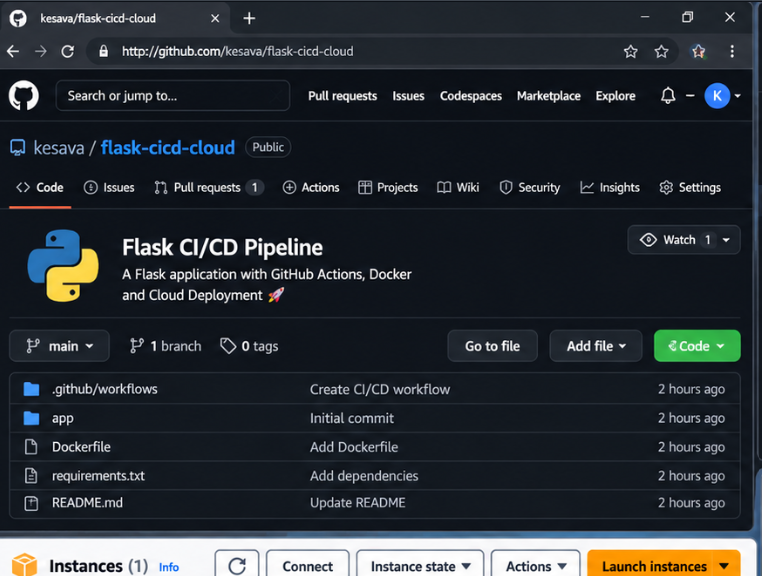 kesava/flask-cicd-cloud
http://github.com/kesava/flask-cicd-cloud
Search or jump to... Pull requests Issues Codespaces Marketplace Explore K
kesava / flask-cicd-cloud Public
Code Issues Pull requests 1 Actions Projects Wiki Security Insights Settings
Flask CI/CD Pipeline
Watch 1
A Flask application with GitHub Actions, Docker
and Cloud Deployment 🚀
main 1 branch 0 tags Go to file Add file Code
.github/workflows Create CI/CD workflow 2 hours ago
app Initial commit 2 hours ago
Dockerfile Add Dockerfile 2 hours ago
requirements.txt Add dependencies 2 hours ago
README.md Update README 2 hours ago
Instances (1) Info Connect Instance state Actions Launch instances